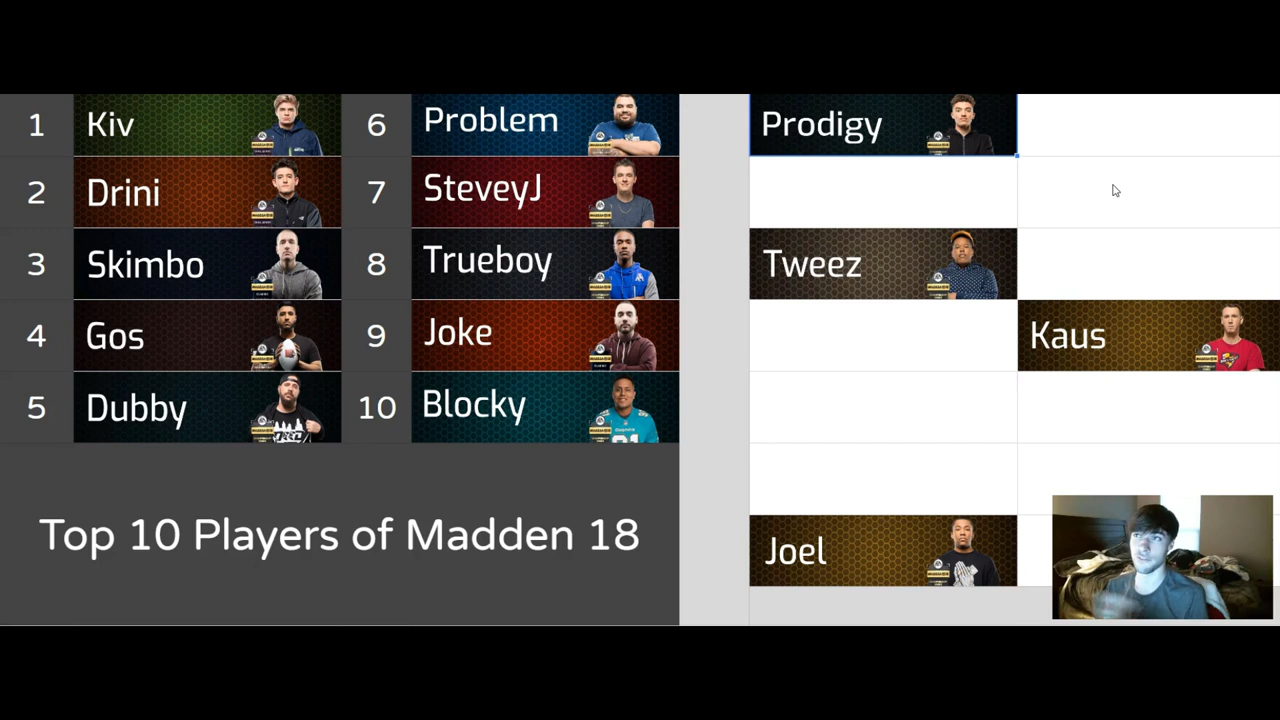 1 Kiv
2 Drini
3 Skimbo
4 Gos
5 Dubby
6 Problem
7 SteveyJ
8 Trueboy
9 Joke
10 Blocky
Top 10 Players of Madden 18
Prodigy
Tweez
Kaus
Joel